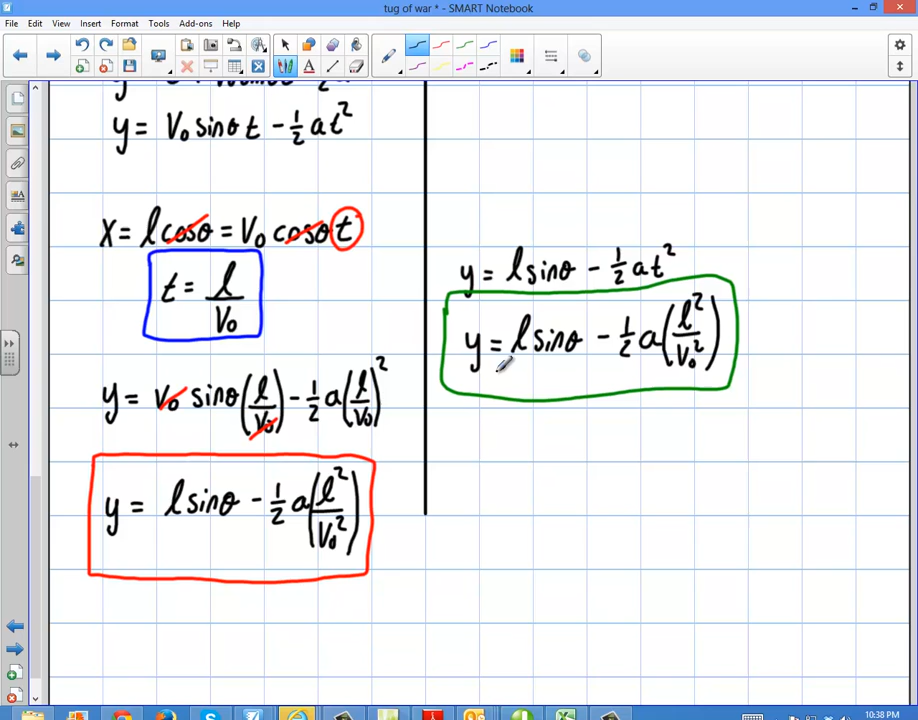 tug of war * - SMART Notebook
File Edit View Insert Format Tools Add-ons Help
y = V₀ sinθ t - ½ at²
x = l cosθ = V₀ cosθ t
t = l/V₀
y = V₀ sinθ (l/V₀) - ½ a (l/V₀)²
y = l sinθ - ½ a (l²/V₀²)
y = l sinθ - ½ at²
y = l sinθ - ½ a (l²/V₀²)
10:38 PM